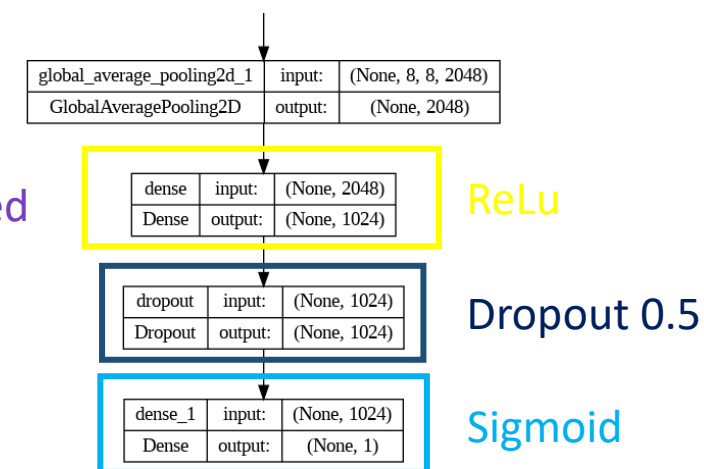 global_average_pooling2d_1 input: (None, 8, 8, 2048)
GlobalAveragePooling2D output: (None, 2048)
ed
dense input: (None, 2048)
Dense output: (None, 1024)
ReLu
dropout input: (None, 1024)
Dropout output: (None, 1024)
Dropout 0.5
dense_1 input: (None, 1024)
Dense output: (None, 1)
Sigmoid